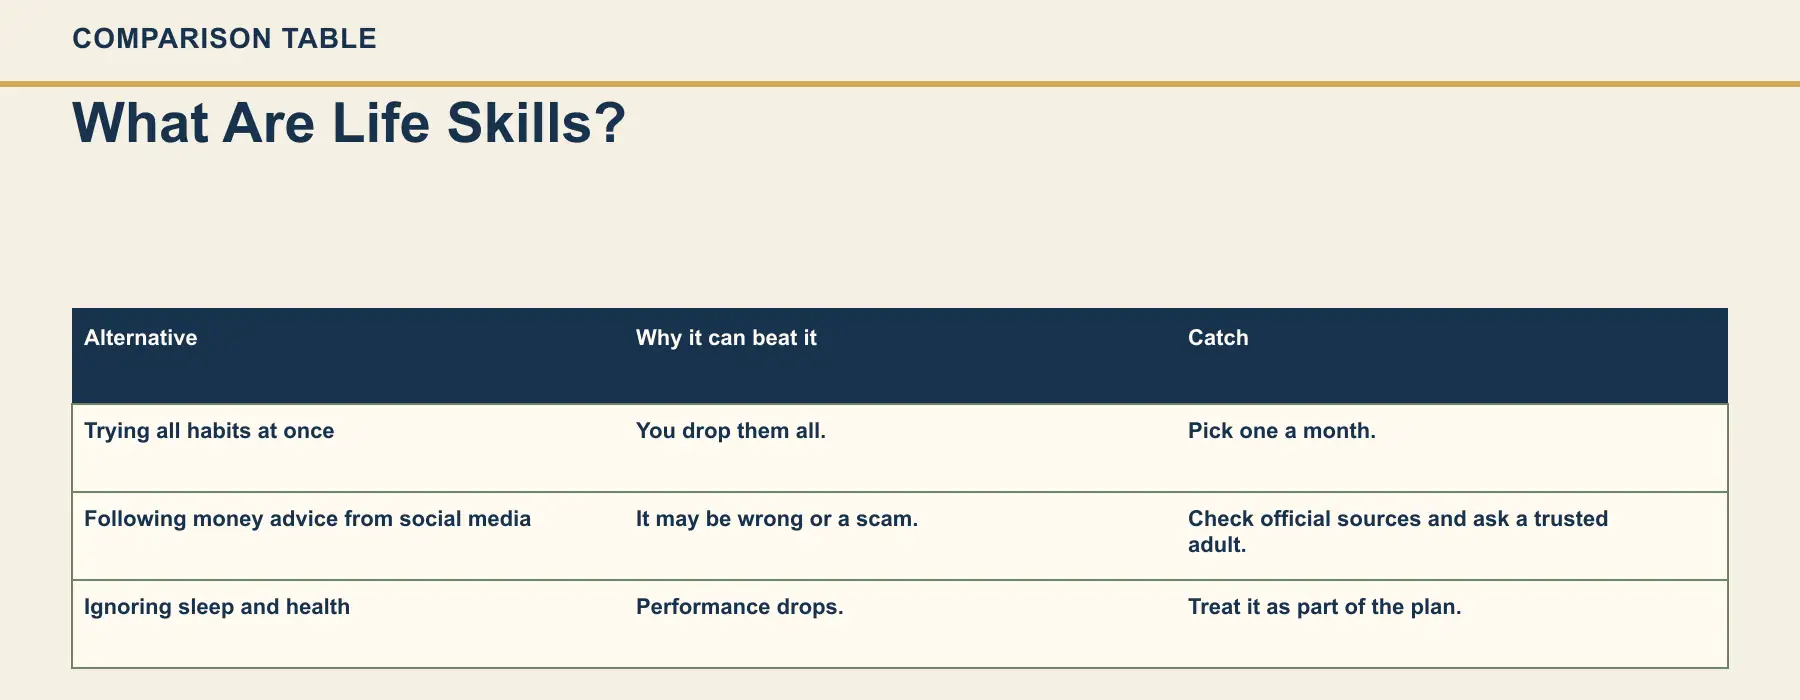 COMPARISON TABLE
What Are Life Skills?
Alternative
Why it can beat it
Catch
Trying all habits at once
You drop them all.
Pick one a month.
Following money advice from social media
It may be wrong or a scam.
Check official sources and ask a trusted
adult.
Ignoring sleep and health
Performance drops.
Treat it as part of the plan.